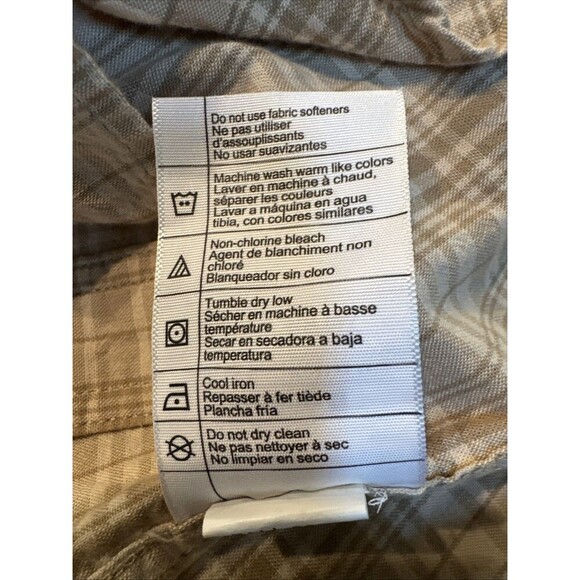 Do not use fabric softeners
Ne pas utiliser
d'assouplissants
No usar suavizantes
Machine wash warm like colors
Laver en machine à chaud,
séparer les couleurs
Lavar a máquina en agua
tibia, con colores similares
Non-chlorine bleach
Agent de blanchiment non
chloré
Blanqueador sin cloro
Tumble dry low
Sécher en machine à basse
température
Secar en secadora a baja
temperatura
Cool iron
Repasser à fer tiède
Plancha fría
Do not dry clean
Ne pas nettoyer à sec
No limpiar en seco